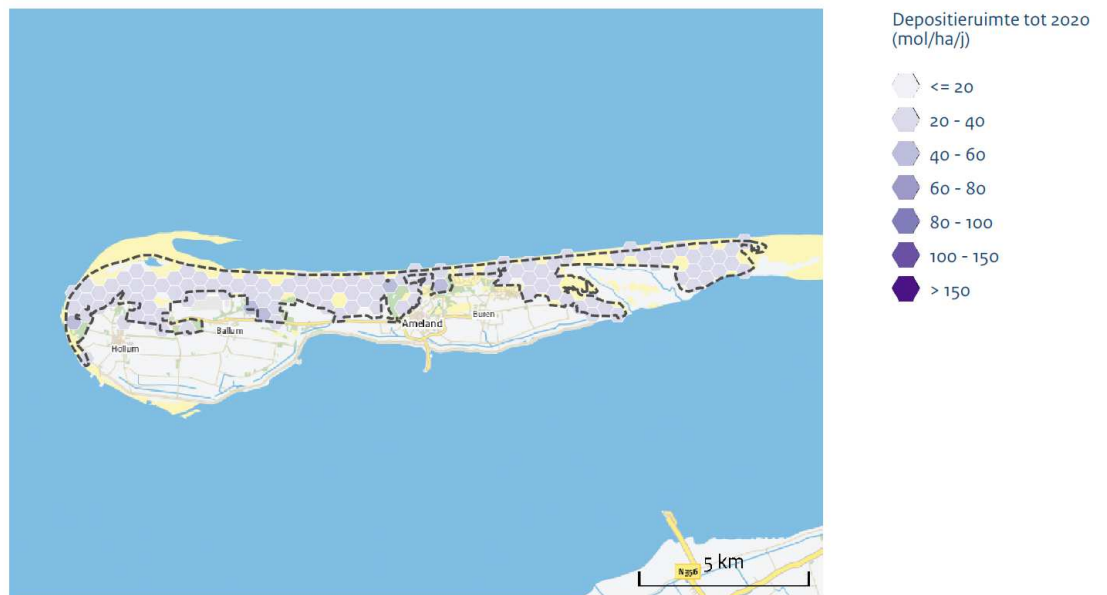 Depositieruimte tot 2020
(mol/ha/j)
<= 20
20 - 40
40 - 60
60 - 80
80 - 100
100 - 150
> 150
Buren
Ameland
Ballum
Hollum
5 km
N356